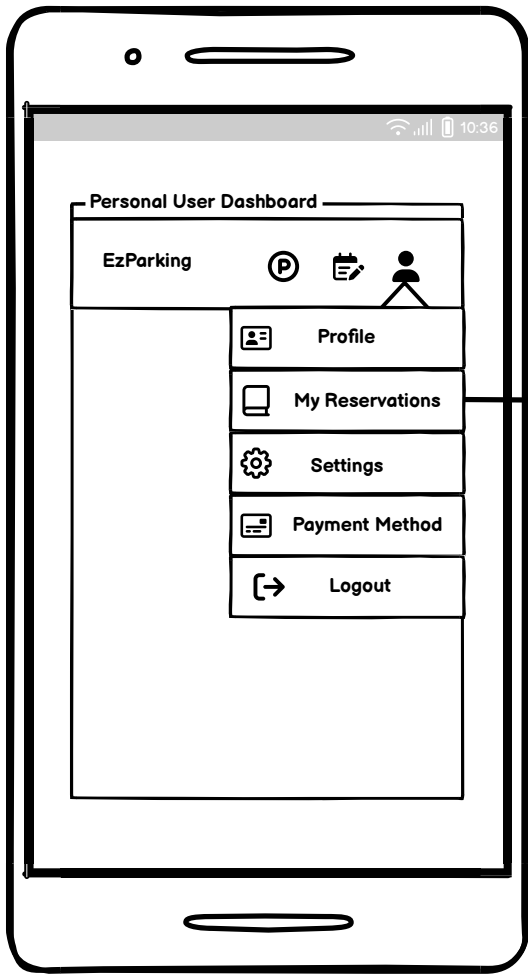 10:36
Personal User Dashboard
EzParking
P
Profile
My Reservations
Settings
Payment Method
Logout